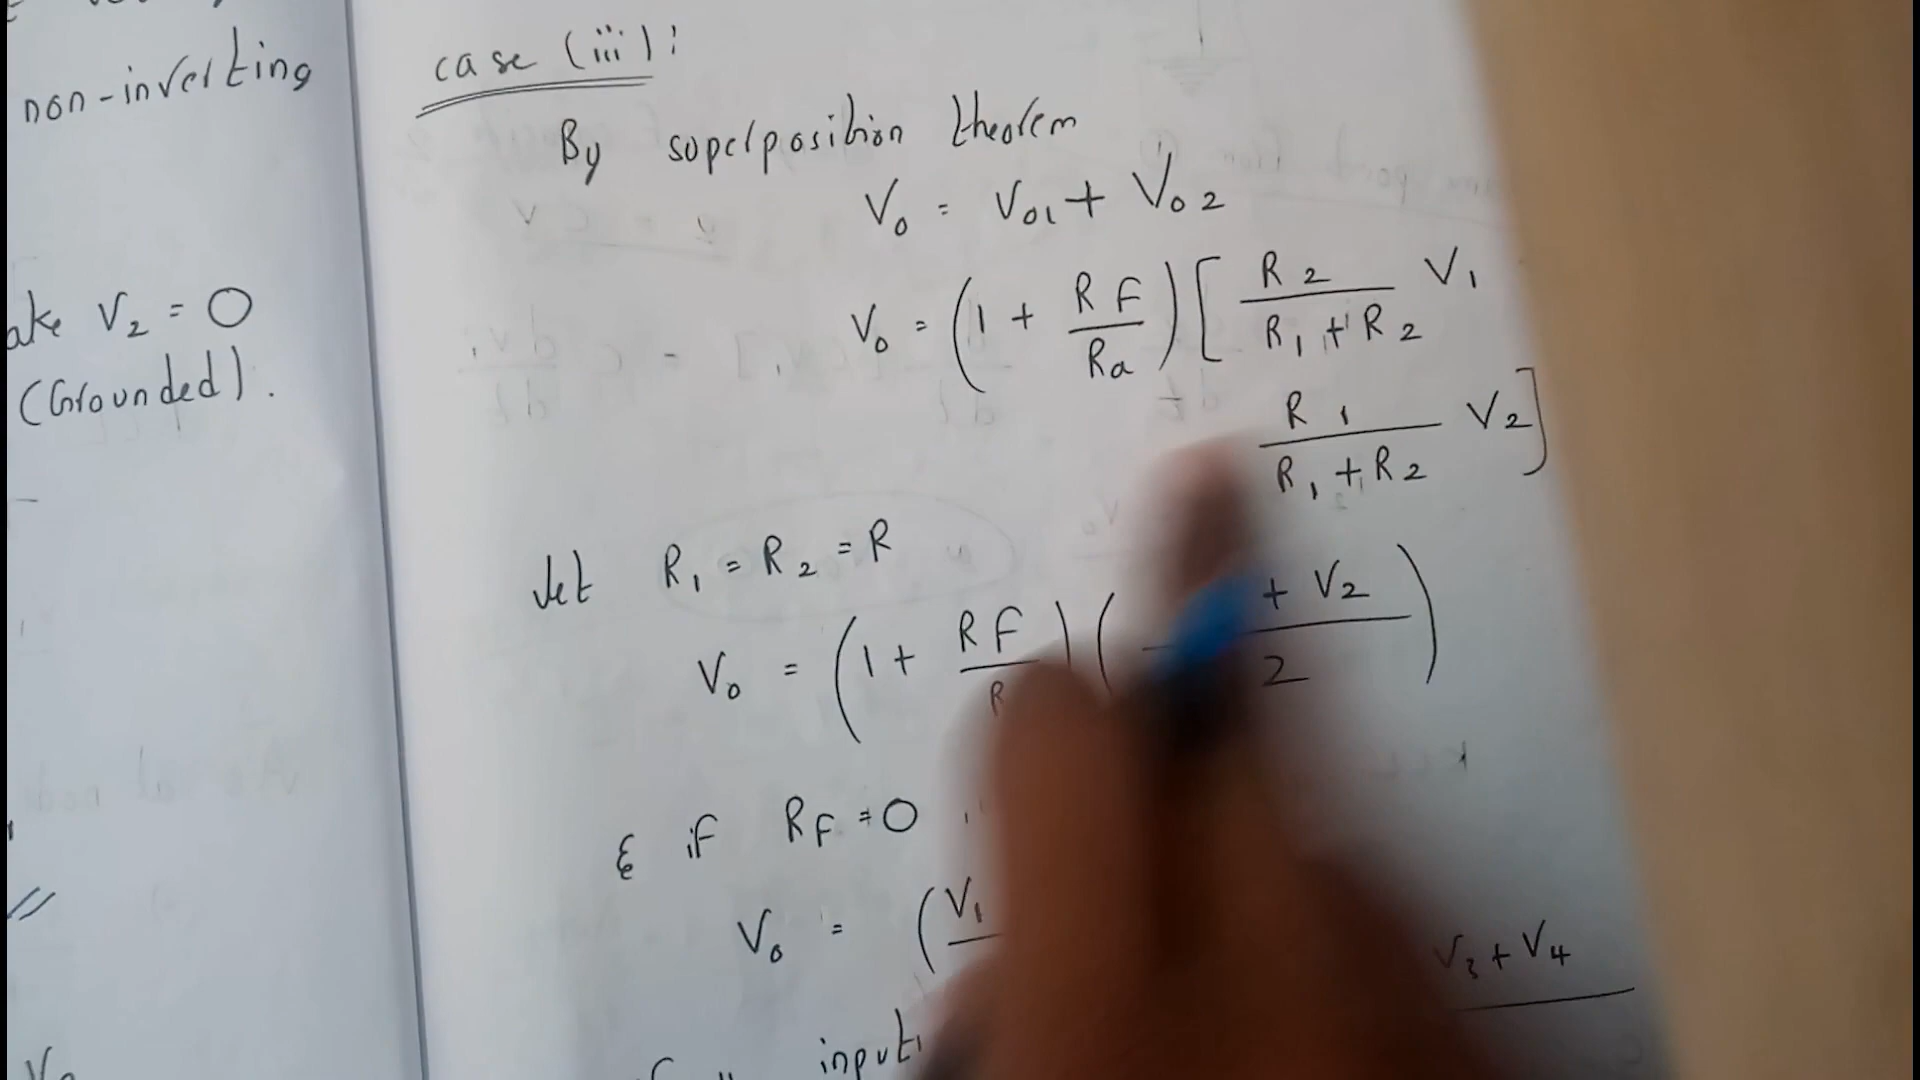 non-inverting
V2 = 0
(Grounded).
case (iii):
By superposition theorem
V0 = V01 + V02
V0 = (1 + RF/Ra) [ R2/(R1 + R2) V1
R1/(R1 + R2) V2 ]
Let R1 = R2 = R
V0 = (1 + RF/R ) ( + V2 / 2 )
& if RF = 0
V0 = ( V1
V3 + V4